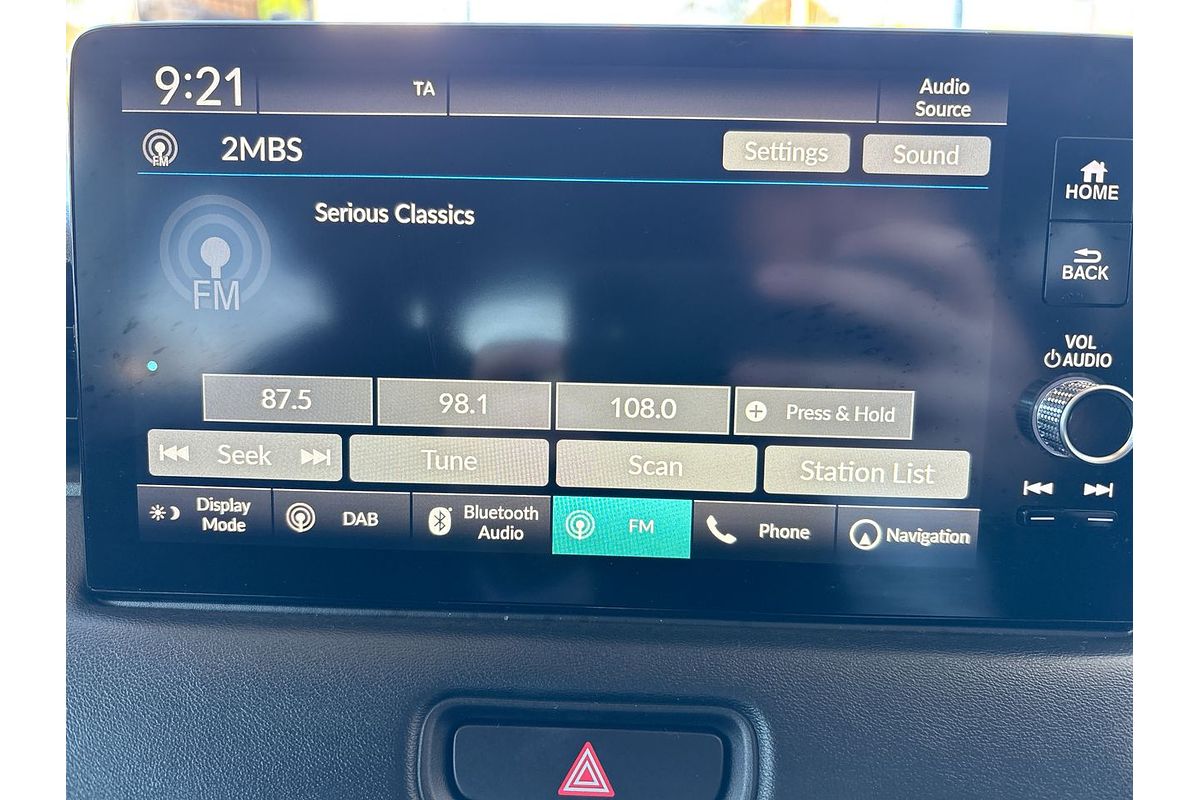 9:21
TA
Audio
Source
FM
2MBS
Settings
Sound
HOME
Serious Classics
FM
BACK
VOL
AUDIO
87.5
98.1
108.0
Press & Hold
Seek
Tune
Scan
Station List
Display
Mode
DAB
Bluetooth
Audio
FM
Phone
Navigation